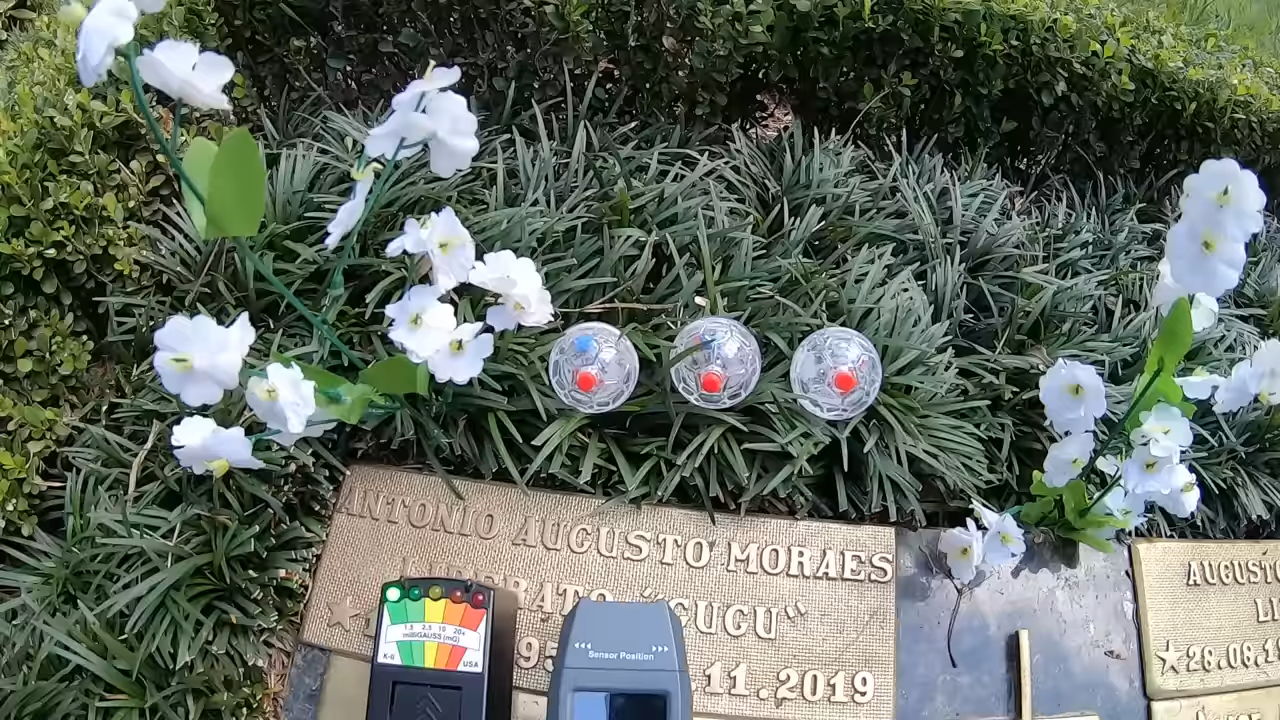 ANTONIO AUGUSTO MORAES
"GUGU"
11.2019
1.5 2.5 10 20+
milliGAUSS (mG)
K-II
USA
Sensor Position
AUGUSTO
★28.08.1